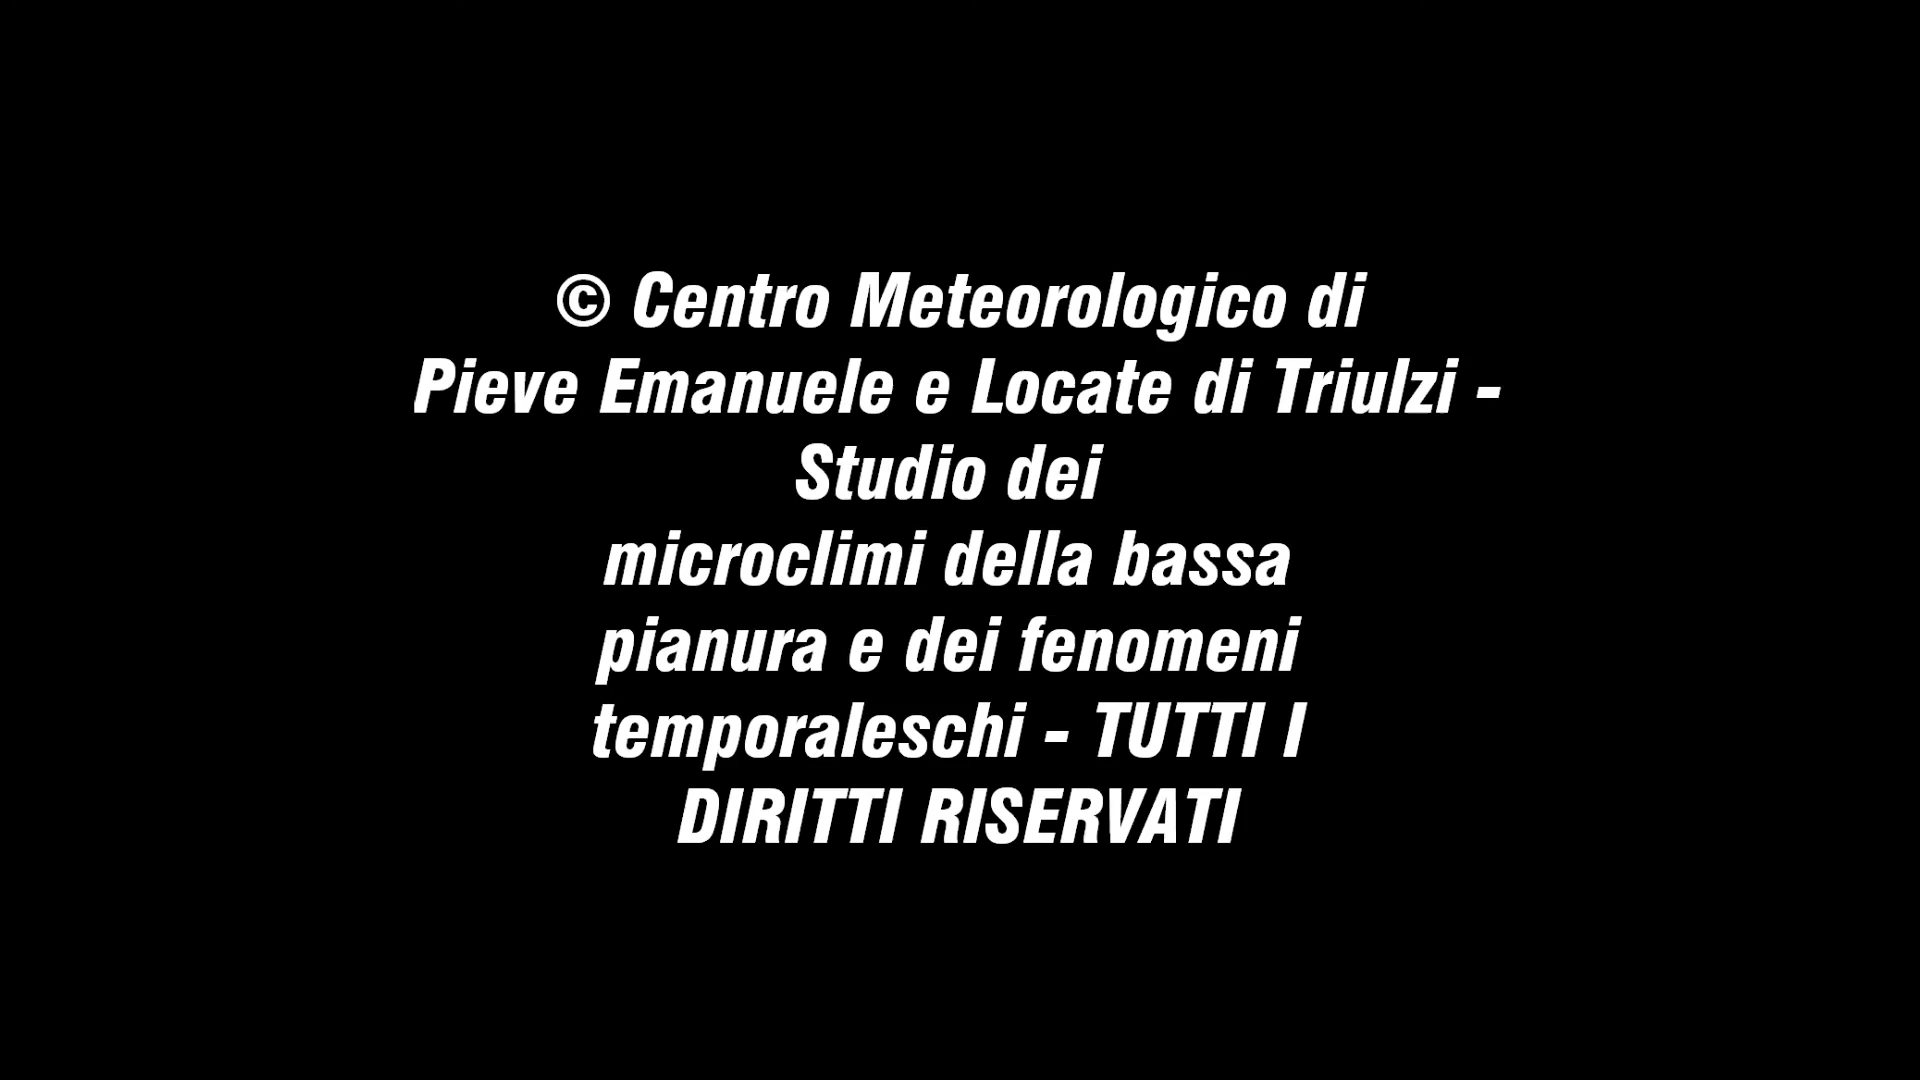 © Centro Meteorologico di
Pieve Emanuele e Locate di Triulzi -
Studio dei
microclimi della bassa
pianura e dei fenomeni
temporaleschi - TUTTI I
DIRITTI RISERVATI